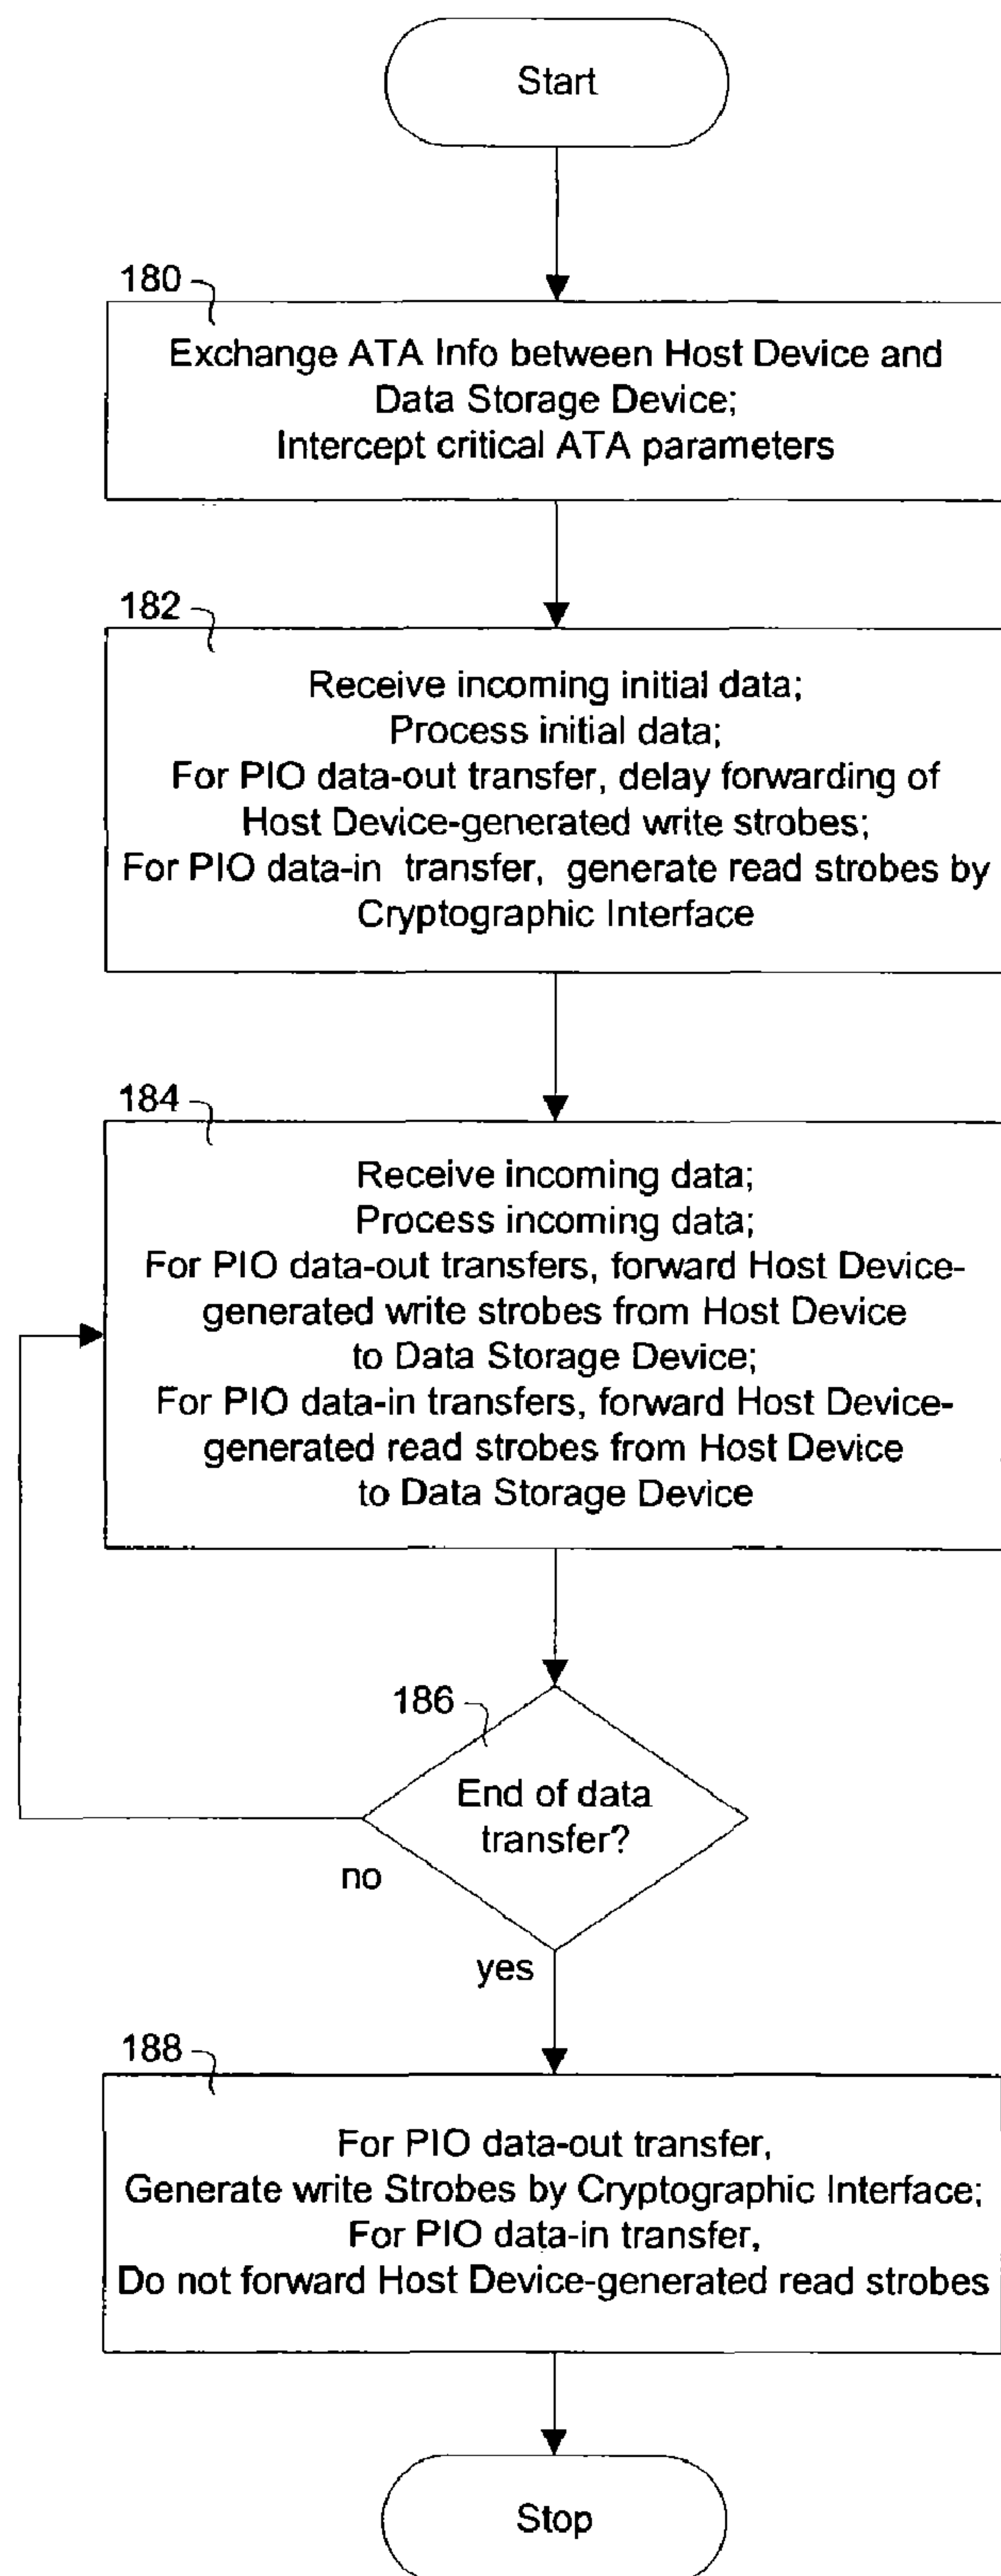 Start
180
Exchange ATA Info between Host Device and
Data Storage Device;
Intercept critical ATA parameters
182
Receive incoming initial data;
Process initial data;
For PIO data-out transfer, delay forwarding of
Host Device-generated write strobes;
For PIO data-in transfer, generate read strobes by
Cryptographic Interface
184
Receive incoming data;
Process incoming data;
For PIO data-out transfers, forward Host Device-
generated write strobes from Host Device
to Data Storage Device;
For PIO data-in transfers, forward Host Device-
generated read strobes from Host Device
to Data Storage Device
186
End of data
transfer?
no
yes
188
For PIO data-out transfer,
Generate write Strobes by Cryptographic Interface;
For PIO data-in transfer,
Do not forward Host Device-generated read strobes
Stop